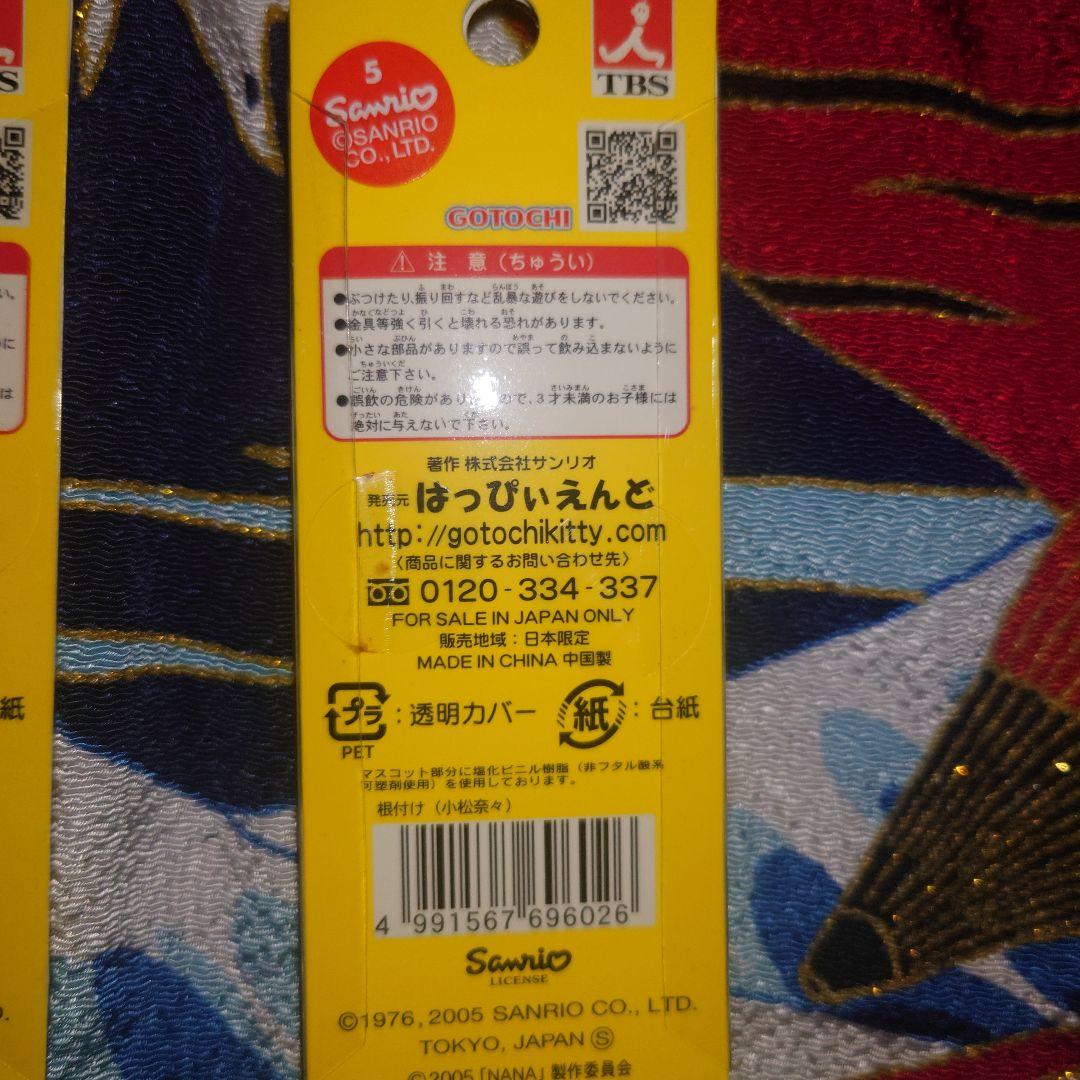 5
Sanrio
©SANRIO
CO., LTD.
TBS
GOTOCHI
注 意 (ちゅうい)
●ぶつけたり、振り回すなど乱暴な遊びをしないでください。
●金具等強く引くと壊れる恐れがあります。
●小さな部品がありますので誤って飲み込まないように
ご注意下さい。
●誤飲の危険がありますので、3才未満のお子様には
絶対に与えないで下さい。
著作 株式会社サンリオ
発売元 はっぴぃえんど
http://gotochikitty.com
〈商品に関するお問い合わせ先〉
0120-334-337
FOR SALE IN JAPAN ONLY
販売地域：日本限定
MADE IN CHINA 中国製
プラ：透明カバー 紙：台紙
PET
マスコット部分に塩化ビニル樹脂（非フタル酸系
可塑剤使用）を使用しております。
根付け（小松奈々）
4 991567 696026
Sanrio
LICENSE
©1976, 2005 SANRIO CO., LTD.
TOKYO, JAPAN Ⓢ
©2005「NANA」製作委員会